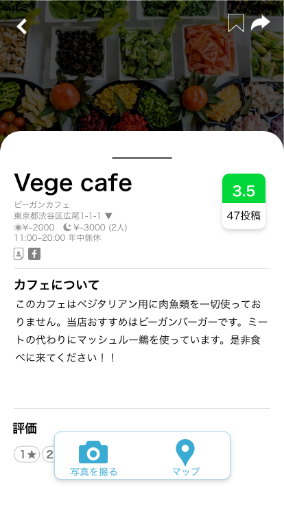 Vege cafe
3.5
47投稿
ビーガンカフェ
東京都渋谷区広尾1-1-1 ▼
¥~2000 ¥~3000 (2人)
11:00~20:00 年中無休
カフェについて
このカフェはベジタリアン用に肉魚類を一切使ってお
りません。当店おすすめはビーガンバーガーです。ミー
トの代わりにマッシュルー鵜を使っています。是非食
べに来てください！！
評価
1★ 2
写真を撮る マップ